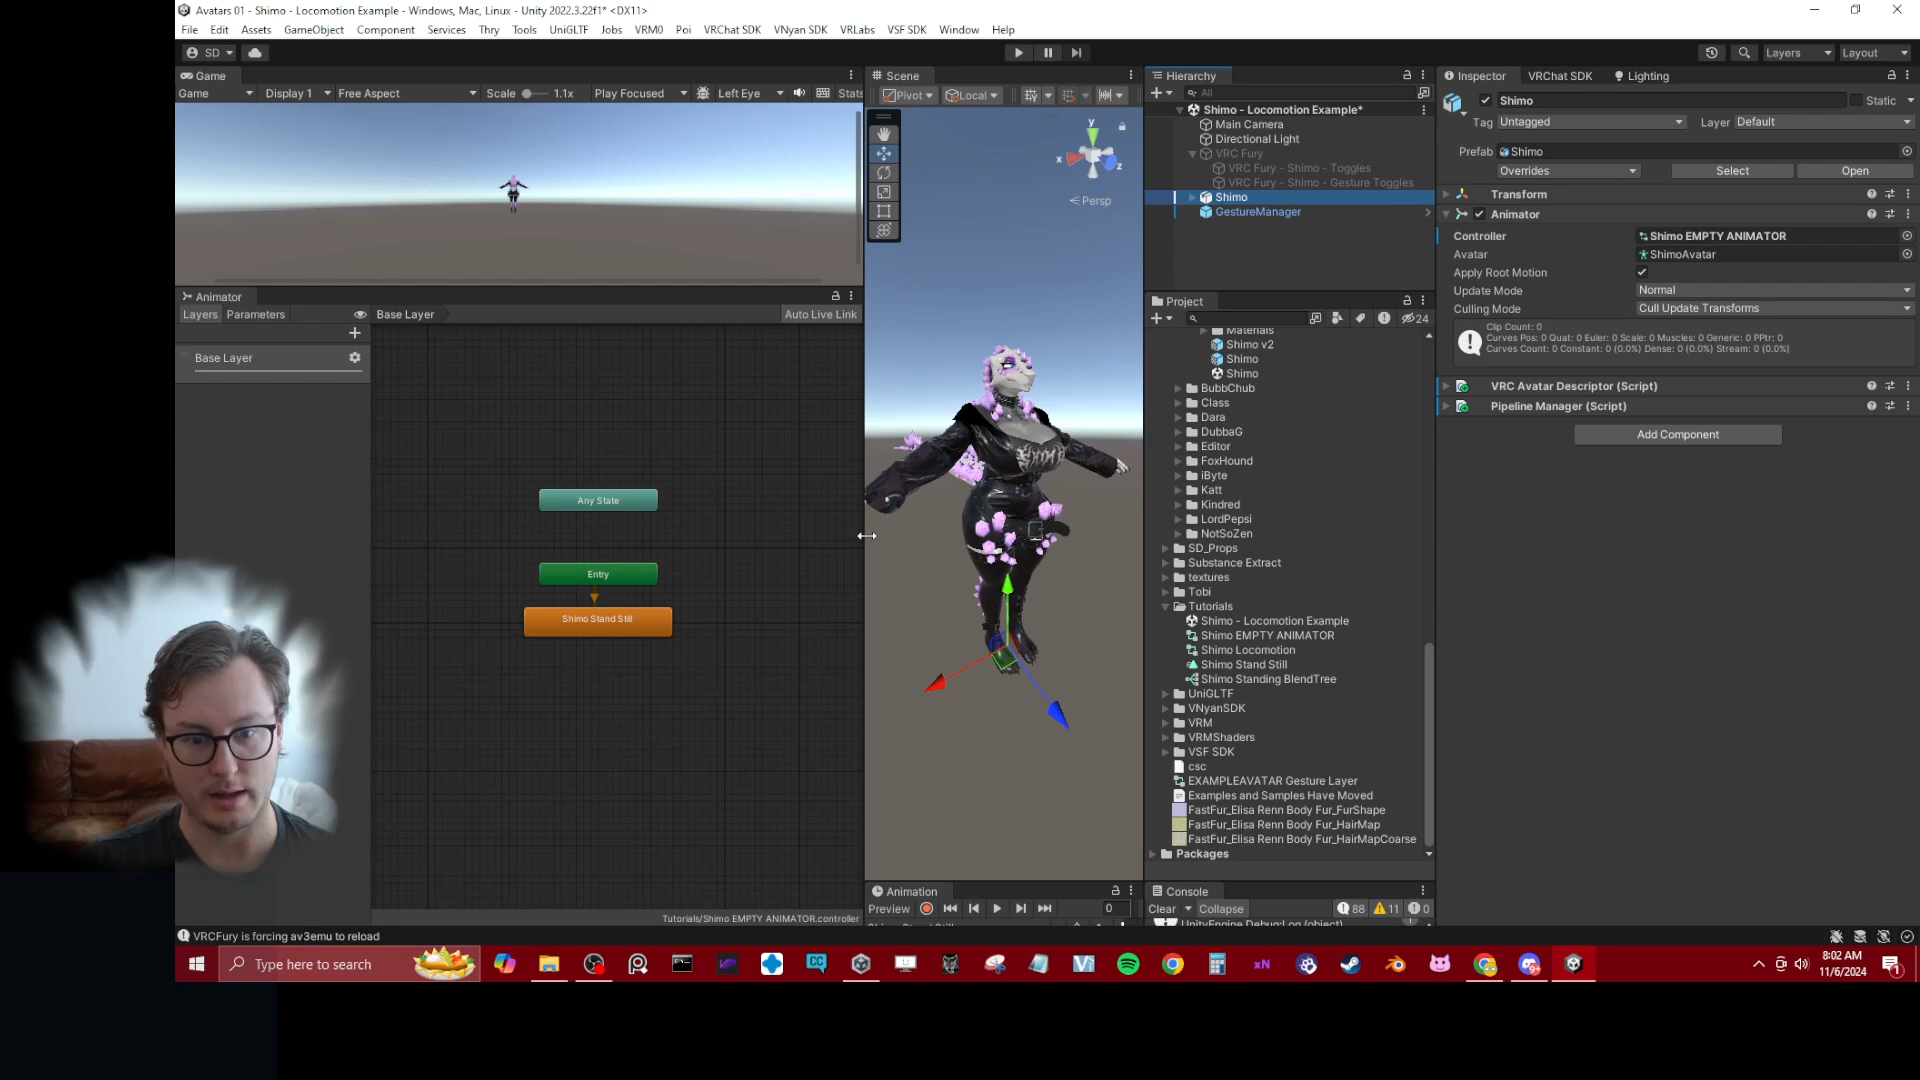 Avatars 01 - Shimo - Locomotion Example - Windows, Mac, Linux - Unity 2022.3.22f1* <DX11>
File Edit Assets GameObject Component Services Thry Tools UniGLTF Jobs VRM0 Poi VRChat SDK VNyan SDK VRLabs VSF SDK Window Help
SD Layers Layout
Game
Game Display 1 Free Aspect Scale 1.1x Play Focused Left Eye Stats
Animator
Layers Parameters Base Layer Auto Live Link
Base Layer
Any State
Entry
Shimo Stand Still
Tutorials/Shimo EMPTY ANIMATOR.controller
Scene
Pivot Local
y
x
z
Persp
Animation
Preview 0
Hierarchy
All
Shimo - Locomotion Example*
Main Camera
Directional Light
VRC Fury
VRC Fury - Shimo - Toggles
VRC Fury - Shimo - Gesture Toggles
Shimo
GestureManager
Project
24
Materials
Shimo v2
Shimo
Shimo
BubbChub
Class
Dara
DubbaG
Editor
FoxHound
iByte
Katt
Kindred
LordPepsi
NotSoZen
SD_Props
Substance Extract
textures
Tobi
Tutorials
Shimo - Locomotion Example
Shimo EMPTY ANIMATOR
Shimo Locomotion
Shimo Stand Still
Shimo Standing BlendTree
UniGLTF
VNyanSDK
VRM
VRMShaders
VSF SDK
csc
EXAMPLEAVATAR Gesture Layer
Examples and Samples Have Moved
FastFur_Elisa Renn Body Fur_FurShape
FastFur_Elisa Renn Body Fur_HairMap
FastFur_Elisa Renn Body Fur_HairMapCoarse
Packages
Console
Clear Collapse 88 11 0
UnityEngine.Debug:Log (object)
Inspector VRChat SDK Lighting
Shimo Static
Tag Untagged Layer Default
Prefab Shimo
Overrides Select Open
Transform
Animator
Controller Shimo EMPTY ANIMATOR
Avatar ShimoAvatar
Apply Root Motion
Update Mode Normal
Culling Mode Cull Update Transforms
Clip Count: 0
Curves Pos: 0 Quat: 0 Euler: 0 Scale: 0 Muscles: 0 Generic: 0 PPtr: 0
Curves Count: 0 Constant: 0 (0.0%) Dense: 0 (0.0%) Stream: 0 (0.0%)
VRC Avatar Descriptor (Script)
Pipeline Manager (Script)
Add Component
VRCFury is forcing av3emu to reload
Type here to search
8:02 AM
11/6/2024